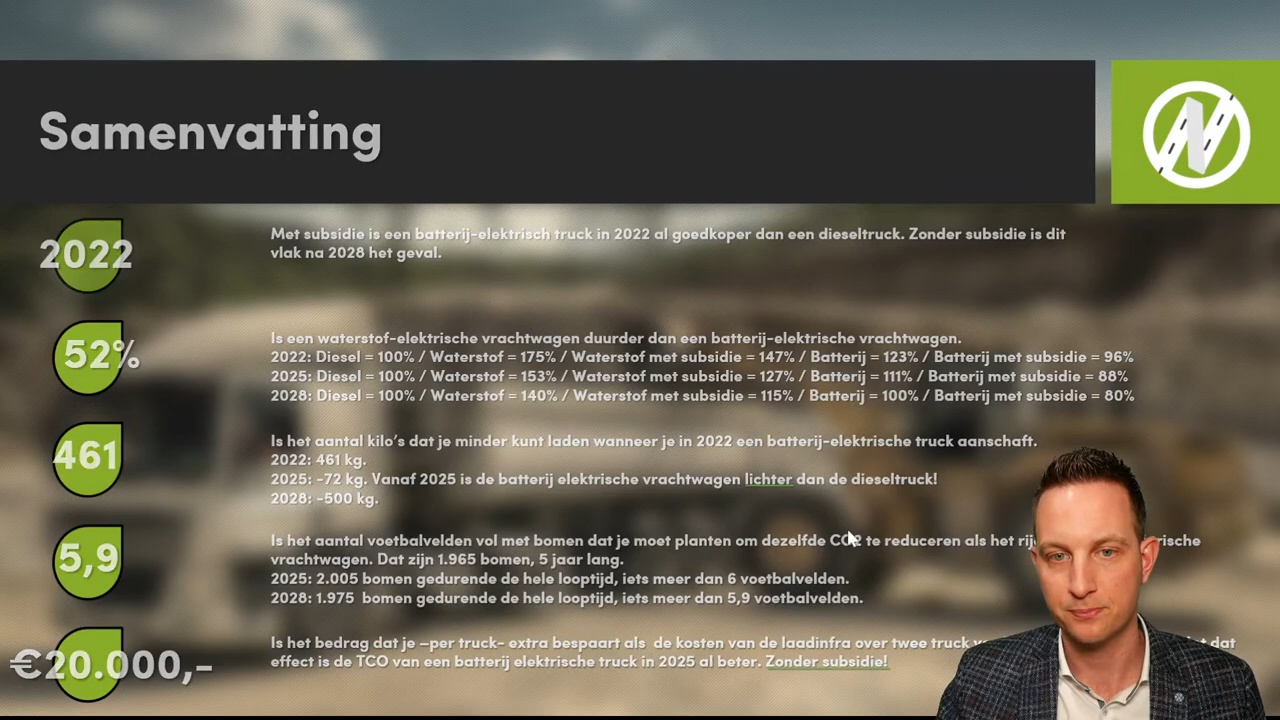 Samenvatting
2022
Met subsidie is een batterij-elektrisch truck in 2022 al goedkoper dan een dieseltruck. Zonder subsidie is dit
vlak na 2028 het geval.
52%
Is een waterstof-elektrische vrachtwagen duurder dan een batterij-elektrische vrachtwagen.
2022: Diesel = 100% / Waterstof = 175% / Waterstof met subsidie = 147% / Batterij = 123% / Batterij met subsidie = 96%
2025: Diesel = 100% / Waterstof = 153% / Waterstof met subsidie = 127% / Batterij = 111% / Batterij met subsidie = 88%
2028: Diesel = 100% / Waterstof = 140% / Waterstof met subsidie = 115% / Batterij = 100% / Batterij met subsidie = 80%
461
Is het aantal kilo's dat je minder kunt laden wanneer je in 2022 een batterij-elektrische truck aanschaft.
2022: 461 kg.
2025: -72 kg. Vanaf 2025 is de batterij elektrische vrachtwagen lichter dan de dieseltruck!
2028: -500 kg.
5,9
Is het aantal voetbalvelden vol met bomen dat je moet planten om dezelfde CO2 te reduceren als het
vrachtwagen. Dat zijn 1.965 bomen, 5 jaar lang.
2025: 2.005 bomen gedurende de hele looptijd, iets meer dan 6 voetbalvelden.
2028: 1.975 bomen gedurende de hele looptijd, iets meer dan 5,9 voetbalvelden.
€20.000,-
Is het bedrag dat je –per truck- extra bespaart als de kosten van de laadinfra over twee truck dat
effect is de TCO van een batterij elektrische truck in 2025 al beter. Zonder subsidie!